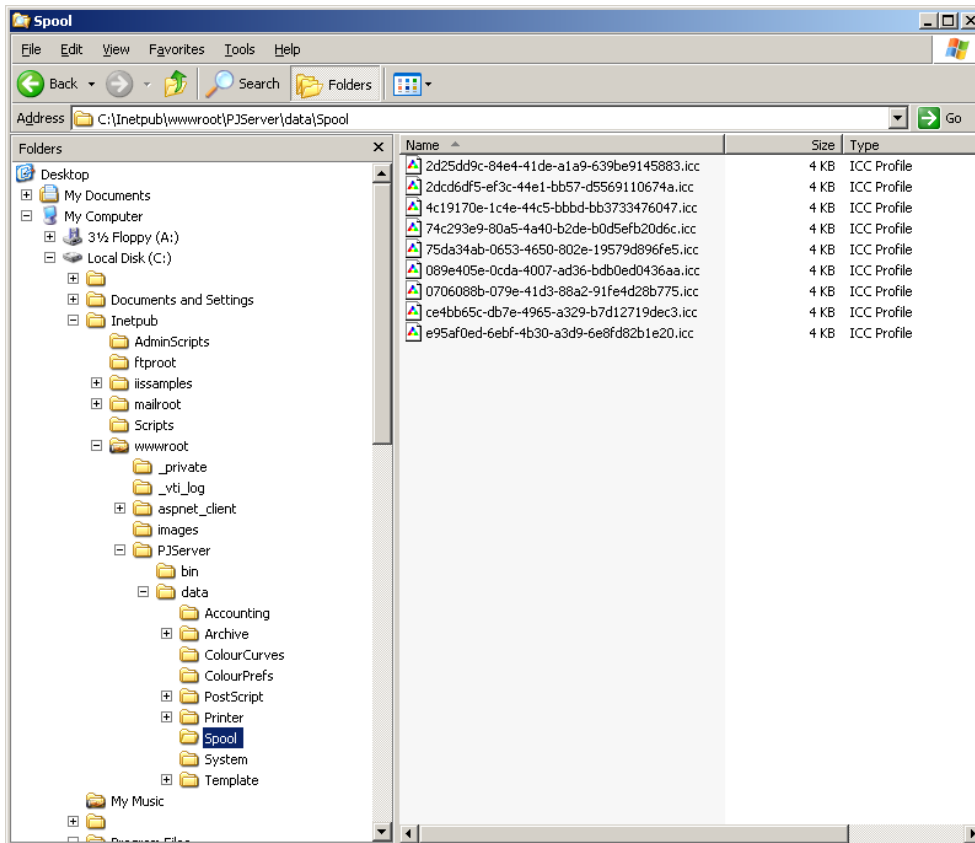 Spool
File Edit View Favorites Tools Help
Back Search Folders
Address C:\Inetpub\wwwroot\PJServer\data\Spool Go
Folders
Name Size Type
Desktop
My Documents
My Computer
3½ Floppy (A:)
Local Disk (C:)
Documents and Settings
Inetpub
AdminScripts
ftproot
iissamples
mailroot
Scripts
wwwroot
_private
_vti_log
aspnet_client
images
PJServer
bin
data
Accounting
Archive
ColourCurves
ColourPrefs
PostScript
Printer
Spool
System
Template
My Music
Program Files
2d25dd9c-84e4-41de-a1a9-639be9145883.icc 4 KB ICC Profile
2dcd6df5-ef3c-44e1-bb57-d5569110674a.icc 4 KB ICC Profile
4c19170e-1c4e-44c5-bbbd-bb3733476047.icc 4 KB ICC Profile
74c293e9-80a5-4a40-b2de-b0d5efb20d6c.icc 4 KB ICC Profile
75da34ab-0653-4650-802e-19579d896fe5.icc 4 KB ICC Profile
089e405e-0cda-4007-ad36-bdb0ed0436aa.icc 4 KB ICC Profile
0706088b-079e-41d3-88a2-91fe4d28b775.icc 4 KB ICC Profile
ce4bb65c-db7e-4965-a329-b7d12719dec3.icc 4 KB ICC Profile
e95af0ed-6ebf-4b30-a3d9-6e8fd82b1e20.icc 4 KB ICC Profile